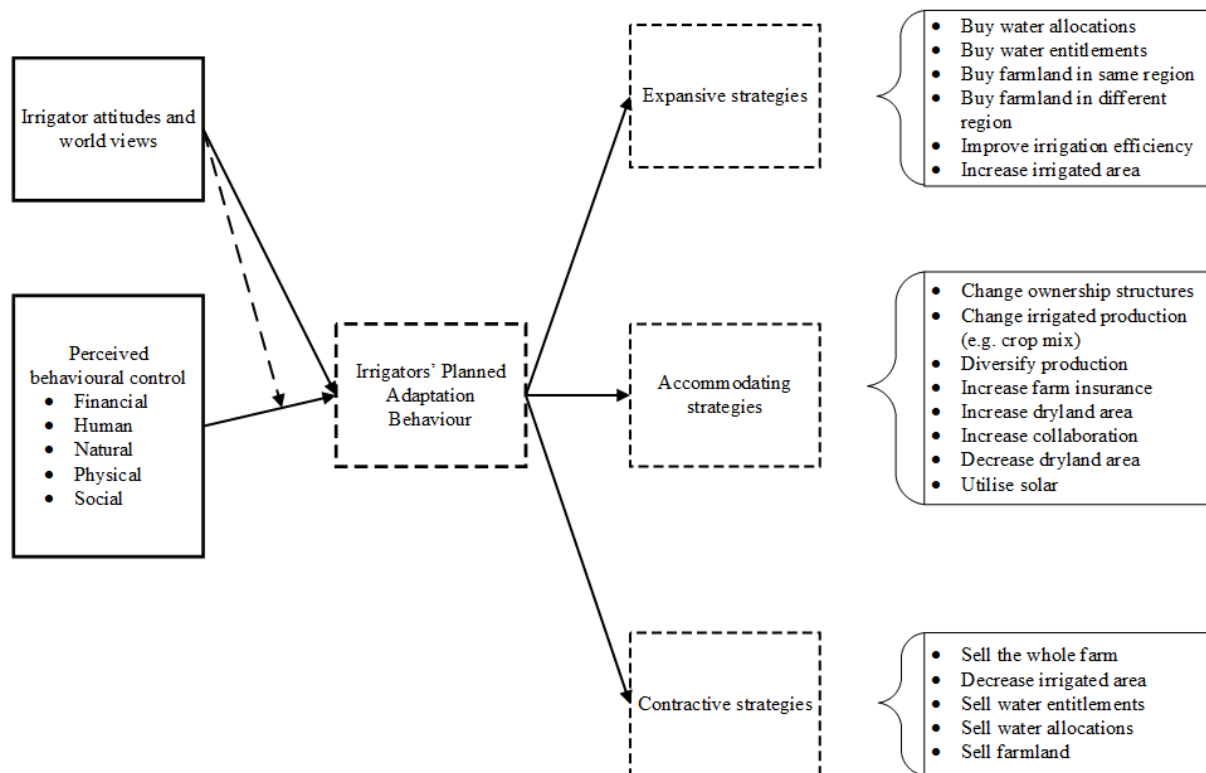 Irrigator attitudes and
world views
Perceived
behavioural control
• Financial
• Human
• Natural
• Physical
• Social
Irrigators’ Planned
Adaptation
Behaviour
Expansive strategies
Accommodating
strategies
Contractive strategies
• Buy water allocations
• Buy water entitlements
• Buy farmland in same region
• Buy farmland in different
region
• Improve irrigation efficiency
• Increase irrigated area
• Change ownership structures
• Change irrigated production
(e.g. crop mix)
• Diversify production
• Increase farm insurance
• Increase dryland area
• Increase collaboration
• Decrease dryland area
• Utilise solar
• Sell the whole farm
• Decrease irrigated area
• Sell water entitlements
• Sell water allocations
• Sell farmland